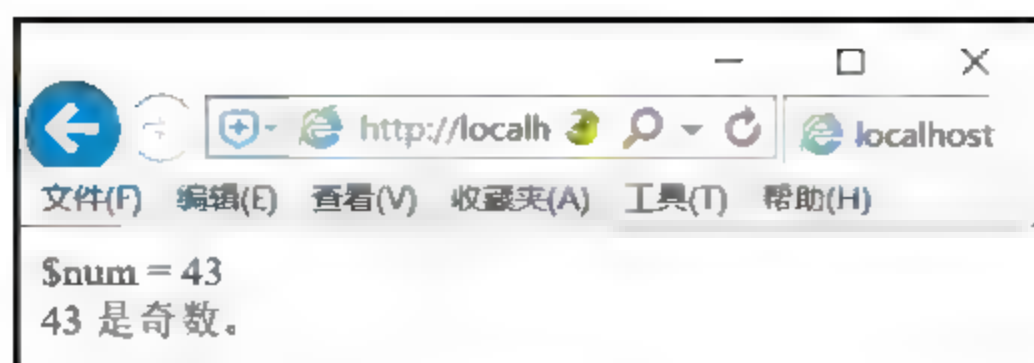 http://localh
localhost
文件(F) 编辑(E) 查看(V) 收藏夹(A) 工具(T) 帮助(H)
$num = 43
43 是奇数。